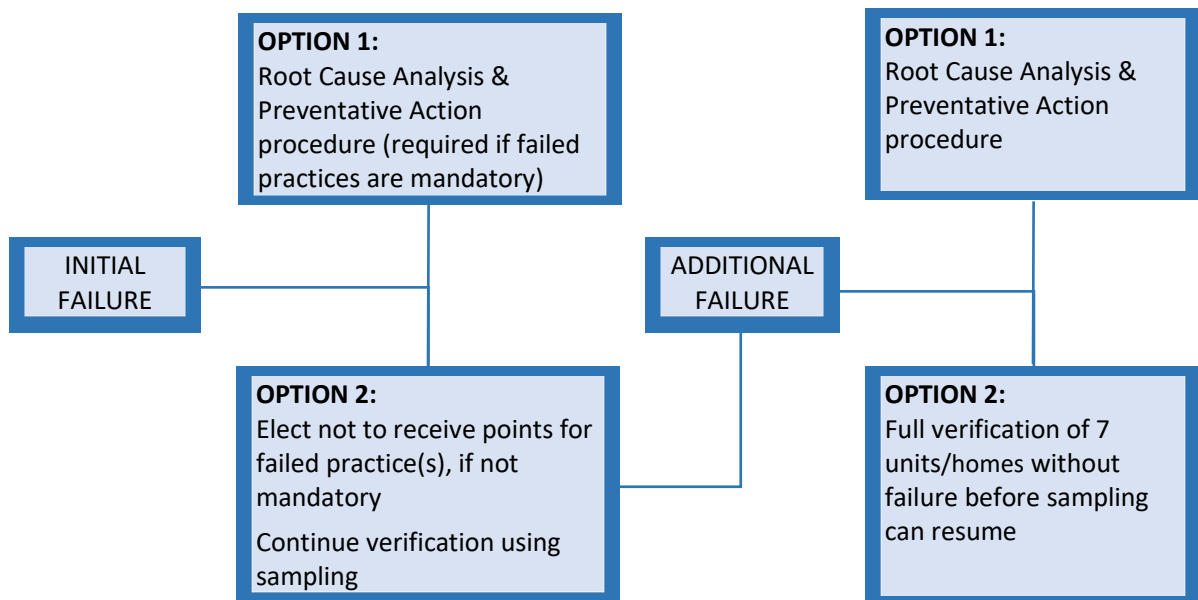 OPTION 1:
Root Cause Analysis &
Preventative Action
procedure (required if failed
practices are mandatory)
OPTION 1:
Root Cause Analysis &
Preventative Action
procedure
INITIAL
FAILURE
ADDITIONAL
FAILURE
OPTION 2:
Elect not to receive points for
failed practice(s), if not
mandatory
Continue verification using
sampling
OPTION 2:
Full verification of 7
units/homes without
failure before sampling
can resume